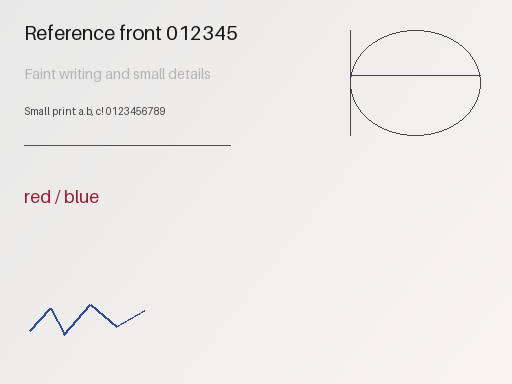 Reference front 012345
Faint writing and small details
Small print a.b, c! 0123456789
red / blue